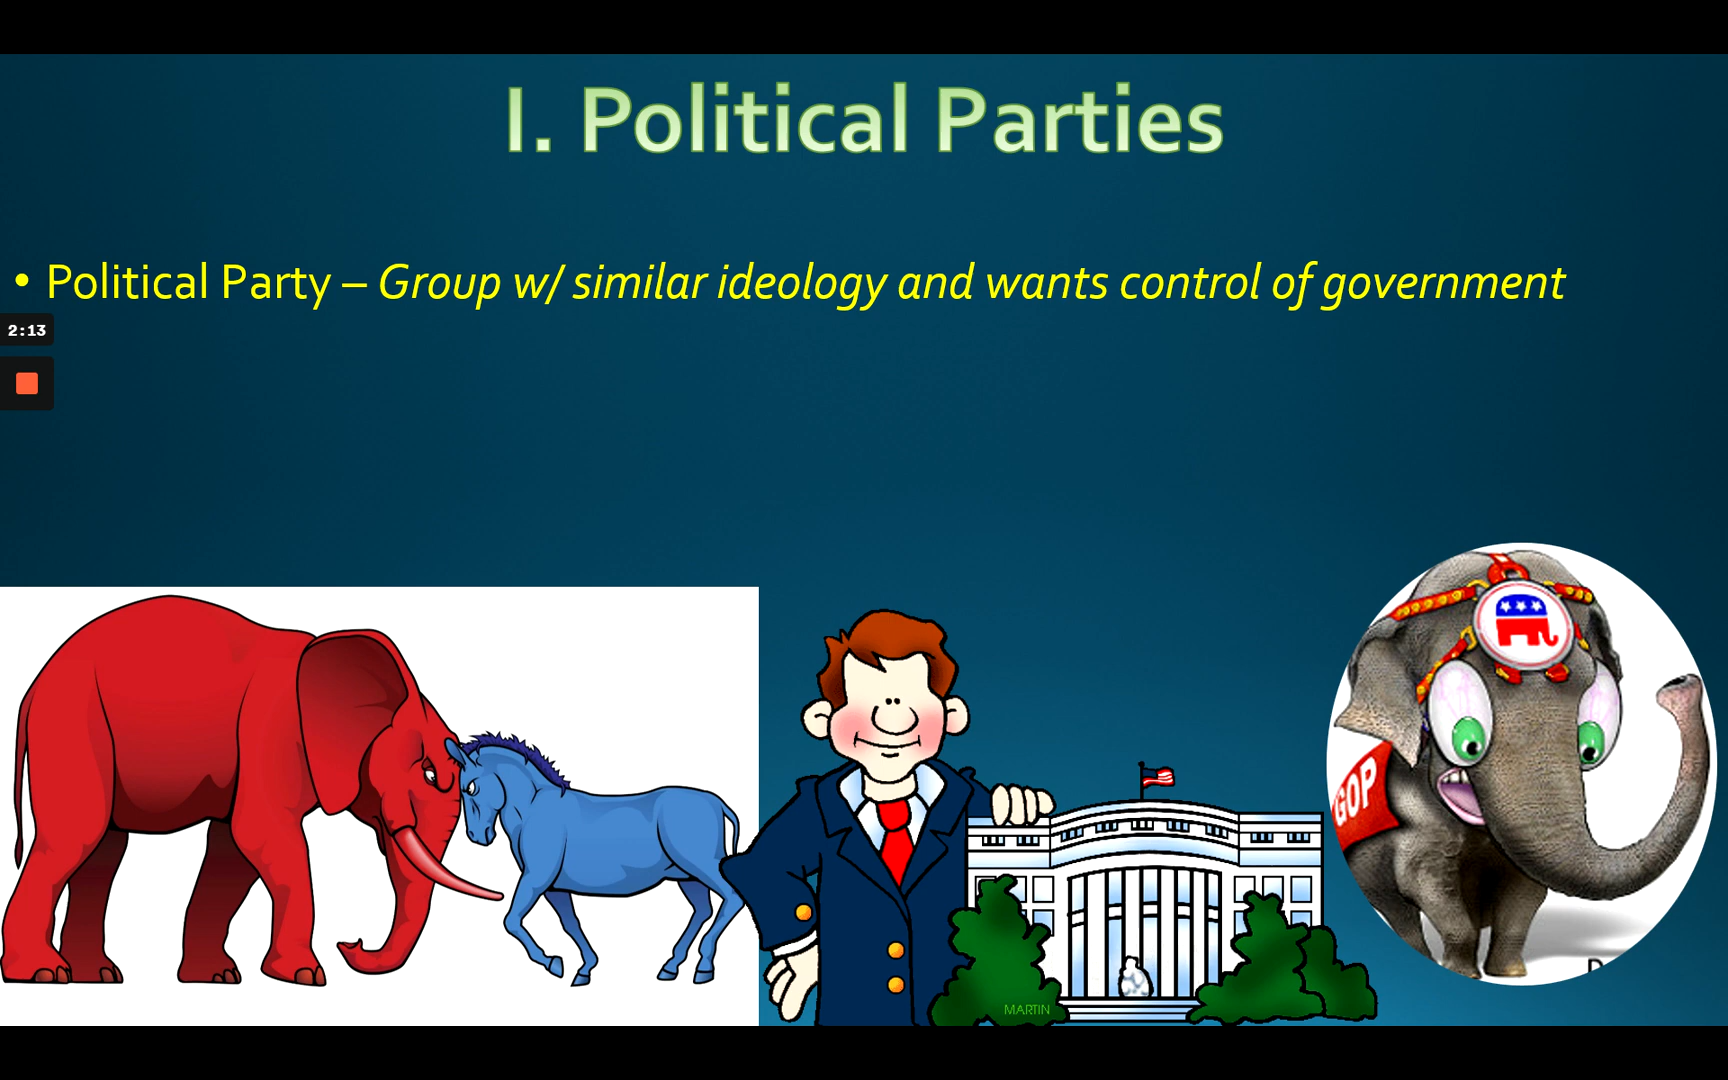 I. Political Parties
• Political Party – Group w/ similar ideology and wants control of government
2:13
GOP
MARTIN